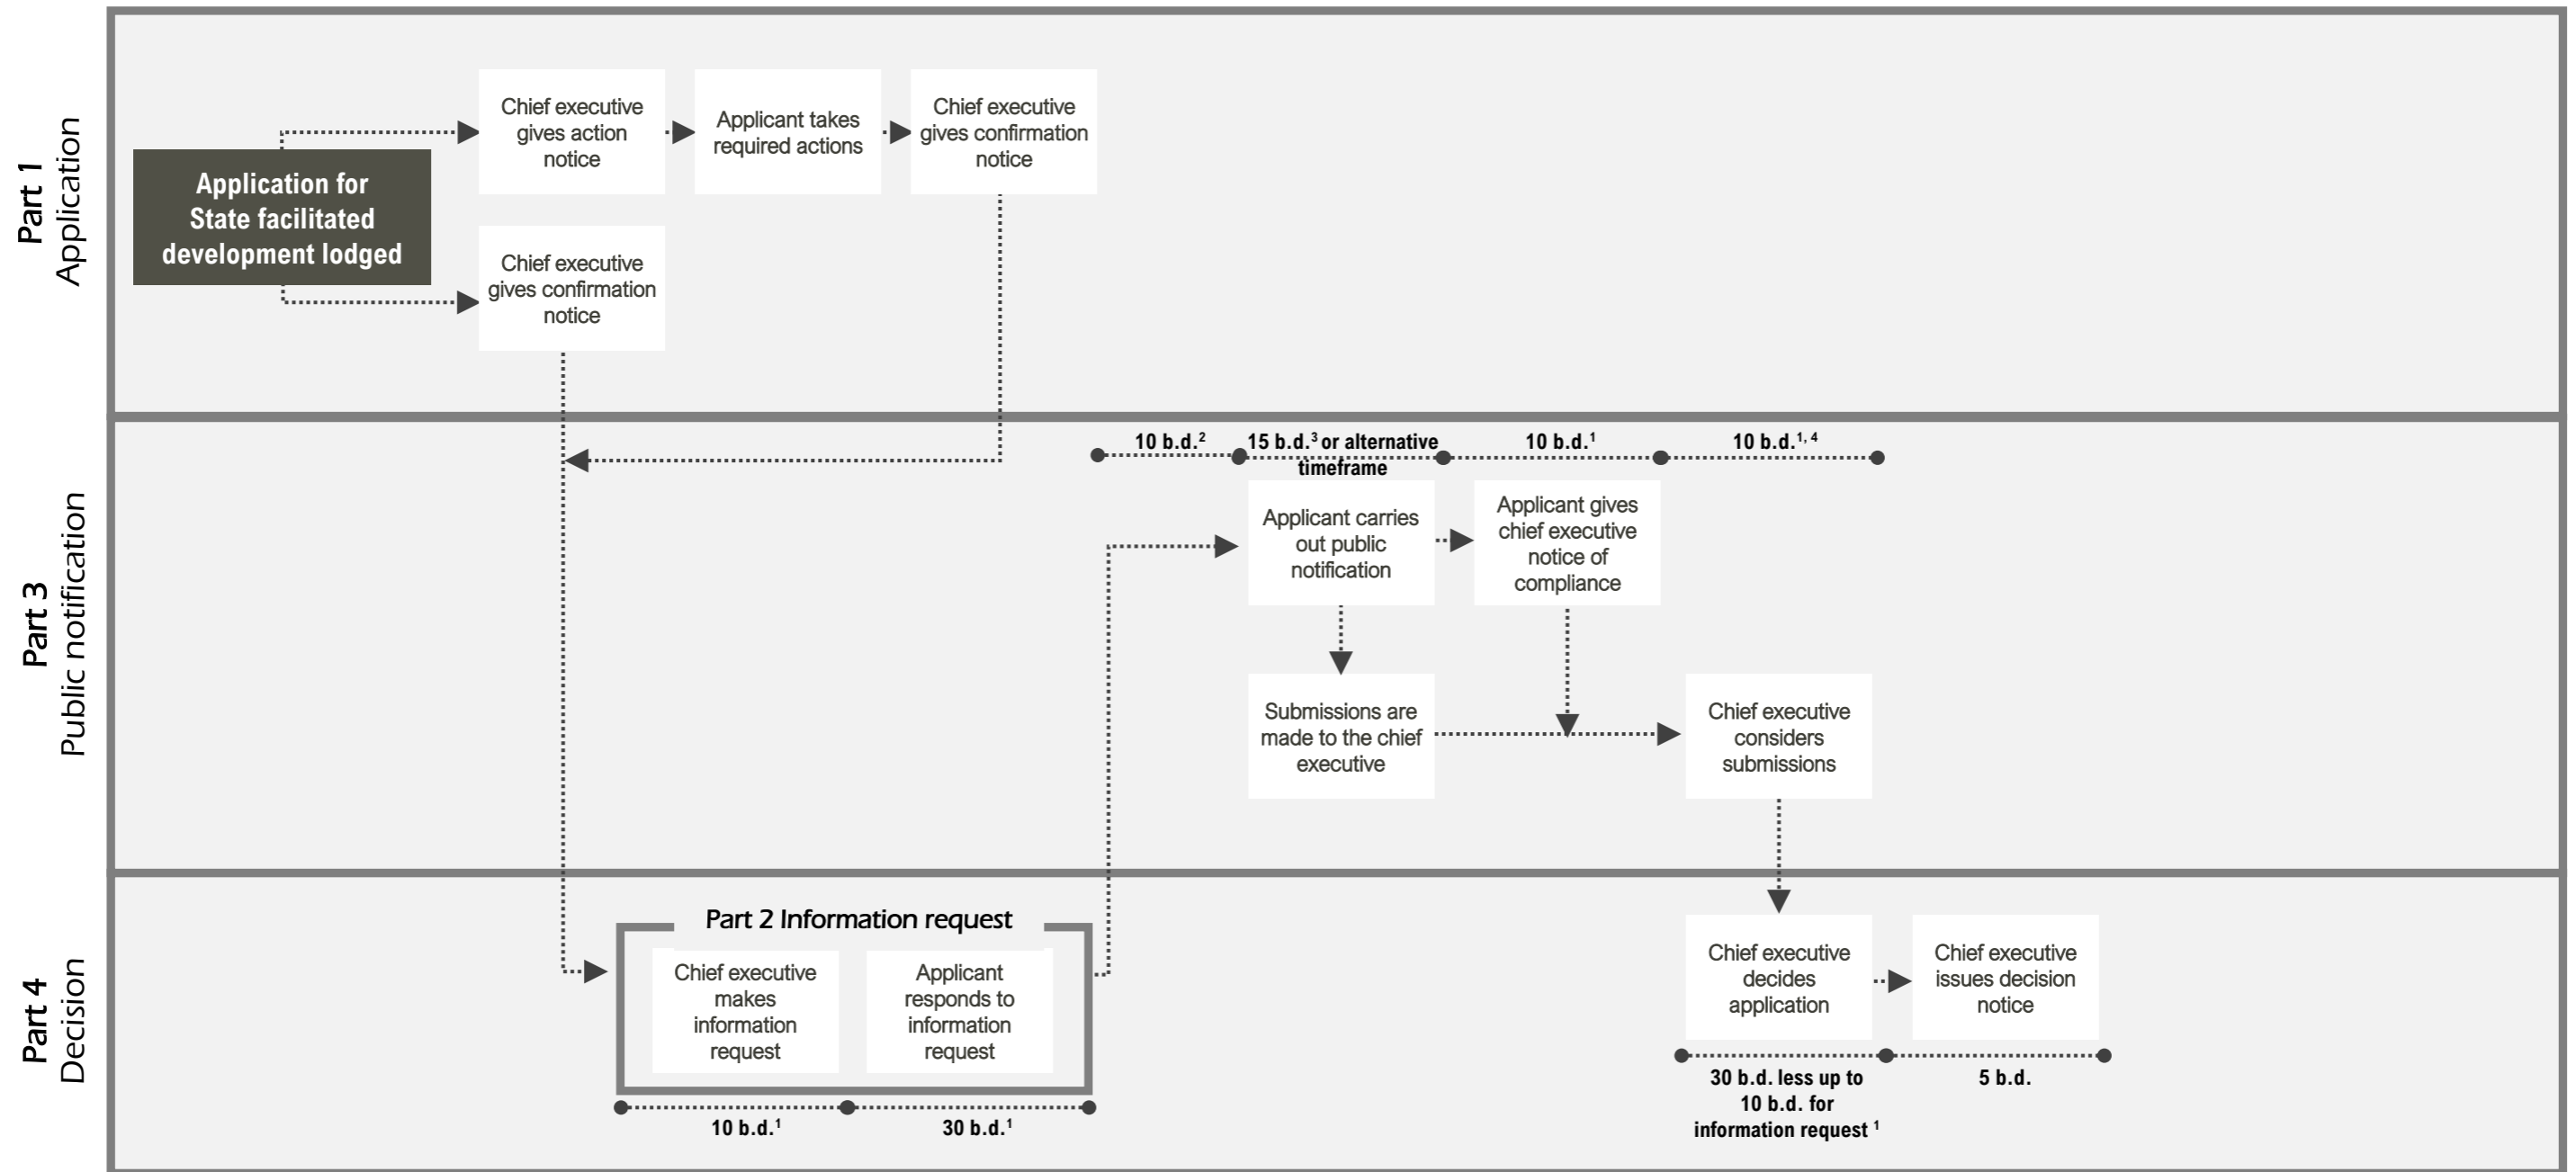 Part 1
Application
Application for
State facilitated
development lodged
Chief executive
gives action
notice
Applicant takes
required actions
Chief executive
gives confirmation
notice
Chief executive
gives confirmation
notice
Part 3
Public notification
10 b.d.²
15 b.d.³ or alternative
timeframe
10 b.d.¹
10 b.d.¹, ⁴
Applicant carries
out public
notification
Applicant gives
chief executive
notice of
compliance
Submissions are
made to the chief
executive
Chief executive
considers
submissions
Part 4
Decision
Part 2 Information request
Chief executive
makes
information
request
Applicant
responds to
information
request
10 b.d.¹
30 b.d.¹
Chief executive
decides
application
Chief executive
issues decision
notice
30 b.d. less up to
10 b.d. for
information request ¹
5 b.d.